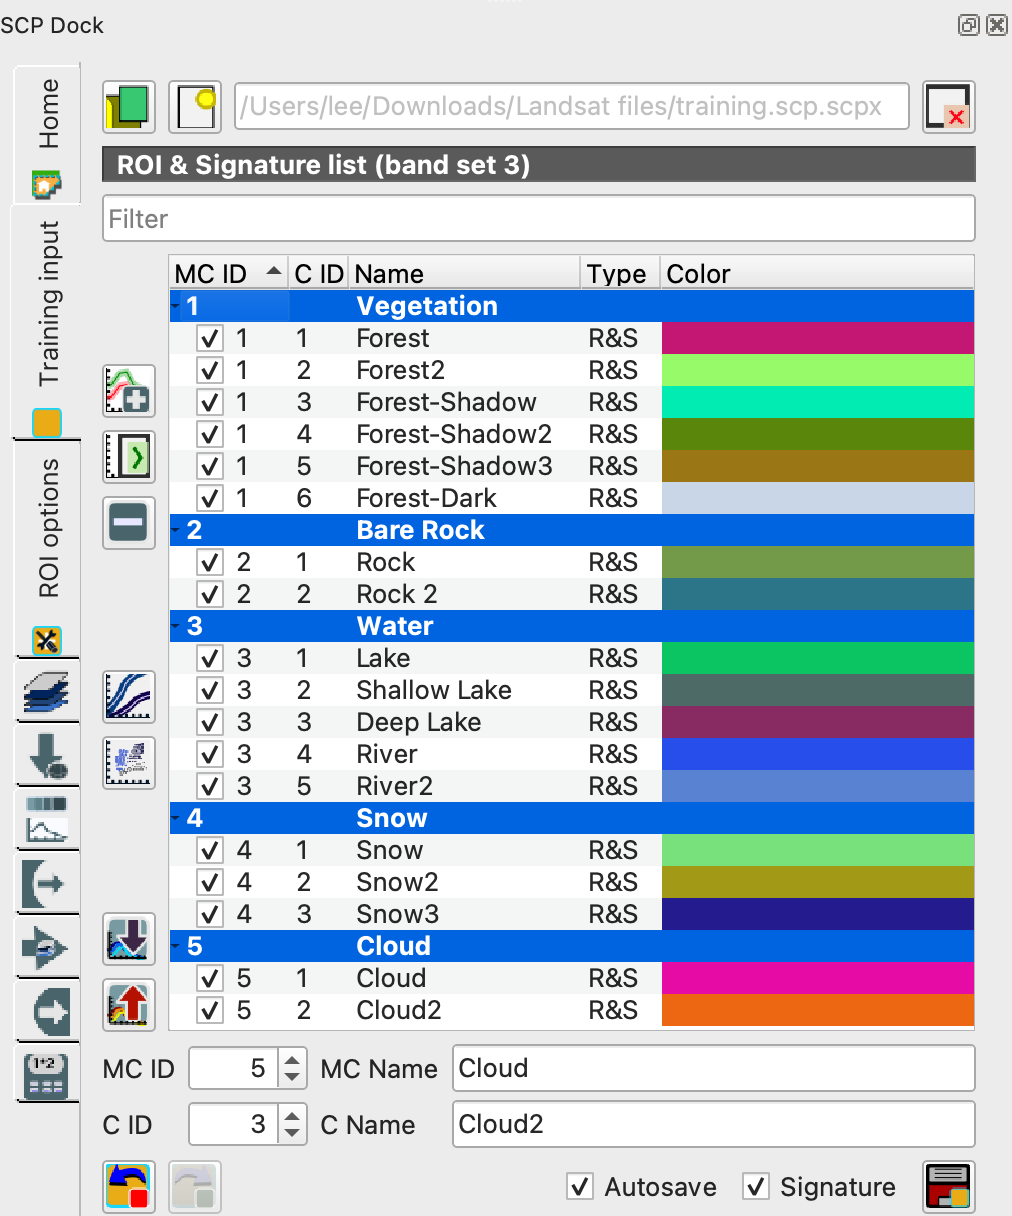 SCP Dock
Home
Training input
ROI options
/Users/lee/Downloads/Landsat files/training.scp.scpx
ROI & Signature list (band set 3)
Filter
MC ID C ID Name Type Color
1 Vegetation
1 1 Forest R&S
1 2 Forest2 R&S
1 3 Forest-Shadow R&S
1 4 Forest-Shadow2 R&S
1 5 Forest-Shadow3 R&S
1 6 Forest-Dark R&S
2 Bare Rock
2 1 Rock R&S
2 2 Rock 2 R&S
3 Water
3 1 Lake R&S
3 2 Shallow Lake R&S
3 3 Deep Lake R&S
3 4 River R&S
3 5 River2 R&S
4 Snow
4 1 Snow R&S
4 2 Snow2 R&S
4 3 Snow3 R&S
5 Cloud
5 1 Cloud R&S
5 2 Cloud2 R&S
MC ID 5 MC Name Cloud
C ID 3 C Name Cloud2
Autosave Signature